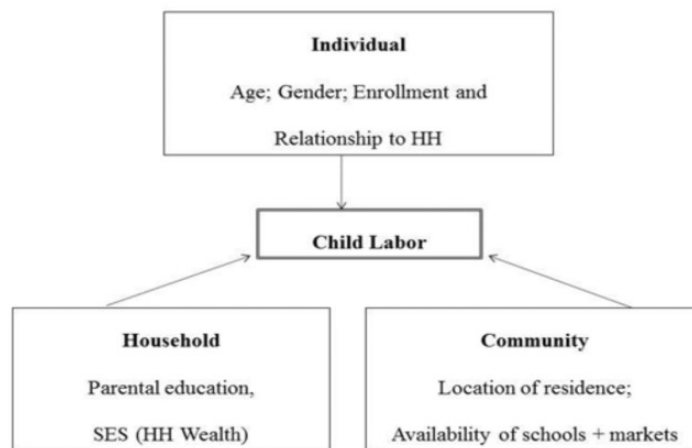 Individual
Age; Gender; Enrollment and
Relationship to HH
Child Labor
Household
Parental education,
SES (HH Wealth)
Community
Location of residence;
Availability of schools + markets